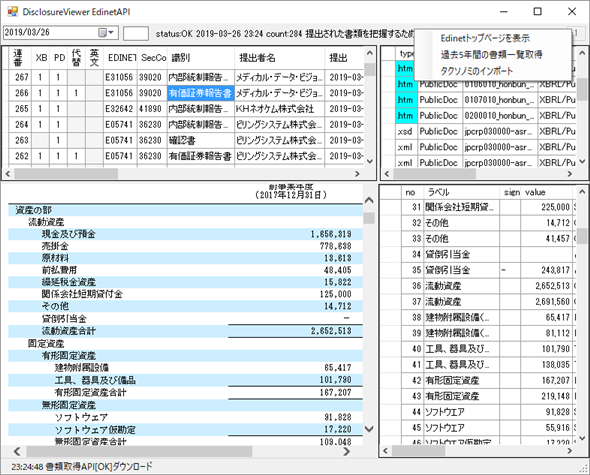 DisclosureViewer EdinetAPI
2019/03/26
status:OK 2019-03-26 23:24 count:284 提出された書類を把握するため
Edinetトップページを表示
過去5年間の書類一覧取得
タクソノミのインポート
連番 XB PD 代替 英文 EDINET SecCo 識別 提出者名 提出
267 1 1 E31056 39020 内部統制報告... メディカル・データ・ビジョ... 2019-03-
266 1 1 1 E31056 39020 有価証券報告書 メディカル・データ・ビジョ... 2019-03-
265 1 1 E32642 41890 内部統制報告... KHネオケム株式会社 2019-03-
264 1 1 E05741 36230 内部統制報告... ビリングシステム株式会... 2019-03-
263 1 E05741 36230 確認書 ビリングシステム株式会... 2019-03-
262 1 1 1 E05741 36230 有価証券報告書 ビリングシステム株式会... 2019-03-
type
.htm
.htm PublicDoc 0106010_honbun_... XBRL/Pu
.htm PublicDoc 0107010_honbun_... XBRL/Pu
.htm PublicDoc 0200010_honbun_... XBRL/Pu
.xsd PublicDoc jpcrp030000-asr... XBRL/Pu
.xml PublicDoc jpcrp030000-asr... XBRL/Pu
.xml PublicDoc jpcrp030000-asr... XBRL/Pu
前事業年度
(2017年12月31日)
資産の部
流動資産
現金及び預金 1,656,319
売掛金 778,638
原材料 13,613
前払費用 48,405
繰延税金資産 15,822
関係会社短期貸付金 125,000
その他 14,712
貸倒引当金 －
流動資産合計 2,652,513
固定資産
有形固定資産
建物附属設備 65,417
工具、器具及び備品 101,790
有形固定資産合計 167,207
無形固定資産
ソフトウェア 91,828
ソフトウェア仮勘定 17,220
無形固定資産合計 109,048
no ラベル sign value
31 関係会社短期貸... 225,000
32 その他 14,712
33 その他 41,457
34 貸倒引当金
35 貸倒引当金 - 243,817
36 流動資産 2,652,513
37 流動資産 2,691,560
38 建物附属設備(... 65,417
39 建物附属設備(... 81,112
40 工具、器具及び... 101,790
41 工具、器具及び... 138,035
42 有形固定資産 167,207
43 有形固定資産 219,148
44 ソフトウエア 91,828
45 ソフトウエア 55,916
46 ソフトウエア仮... 17,220
23:24:48 書類取得API[OK]ダウンロード